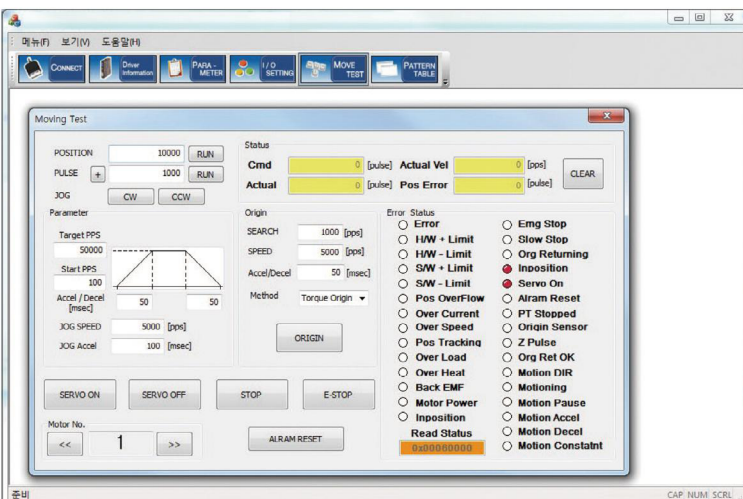 메뉴(F) 보기(V) 도움말(H)
CONNECT
Driver Information
PARA-METER
I/O SETTING
MOVE TEST
PATTERN TABLE
Moving Test
POSITION 10000 RUN
PULSE + 1000 RUN
JOG CW CCW
Status
Cmd 0 [pulse] Actual Vel 0 [pps]
Actual 0 [pulse] Pos Error 0 [pulse]
CLEAR
Parameter
Target PPS
50000
Start PPS
100
Accel / Decel 50 50
[msec]
JOG SPEED 5000 [pps]
JOG Accel 100 [msec]
Origin
SEARCH 1000 [pps]
SPEED 5000 [pps]
Accel/Decel 50 [msec]
Method Torque Origin
ORIGIN
Error Status
Error
H/W + Limit
H/W - Limit
S/W + Limit
S/W - Limit
Pos OverFlow
Over Current
Over Speed
Pos Tracking
Over Load
Over Heat
Back EMF
Motor Power
Inposition
Read Status
0x00060000
Emg Stop
Slow Stop
Org Returning
Inposition
Servo On
Alram Reset
PT Stopped
Origin Sensor
Z Pulse
Org Ret OK
Motion DIR
Motioning
Motion Pause
Motion Accel
Motion Decel
Motion Constatnt
SERVO ON SERVO OFF STOP E-STOP
Motor No.
<< 1 >>
ALRAM RESET
준비
CAP NUM SCRL